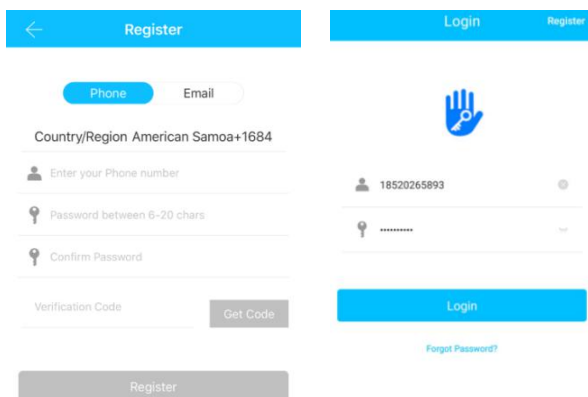 Register
Phone Email
Country/Region American Samoa+1684
Enter your Phone number
Password between 6-20 chars
Confirm Password
Verification Code Get Code
Register
Login Register
18520265893
Login
Forgot Password?